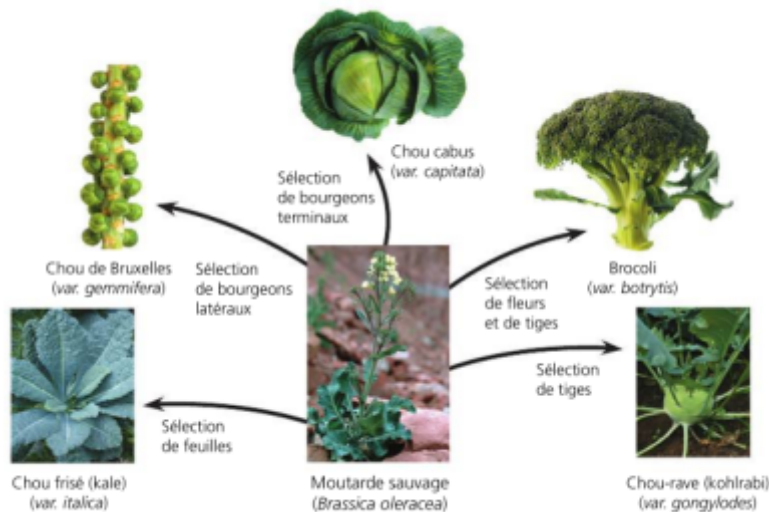 Chou cabus
(var. capitata)
Sélection
de bourgeons
terminaux
Chou de Bruxelles
(var. gemmifera)
Sélection
de bourgeons
latéraux
Sélection
de fleurs
et de tiges
Brocoli
(var. botrytis)
Sélection
de tiges
Sélection
de feuilles
Chou frisé (kale)
(var. italica)
Moutarde sauvage
(Brassica oleracea)
Chou-rave (kohlrabi)
(var. gongylodes)